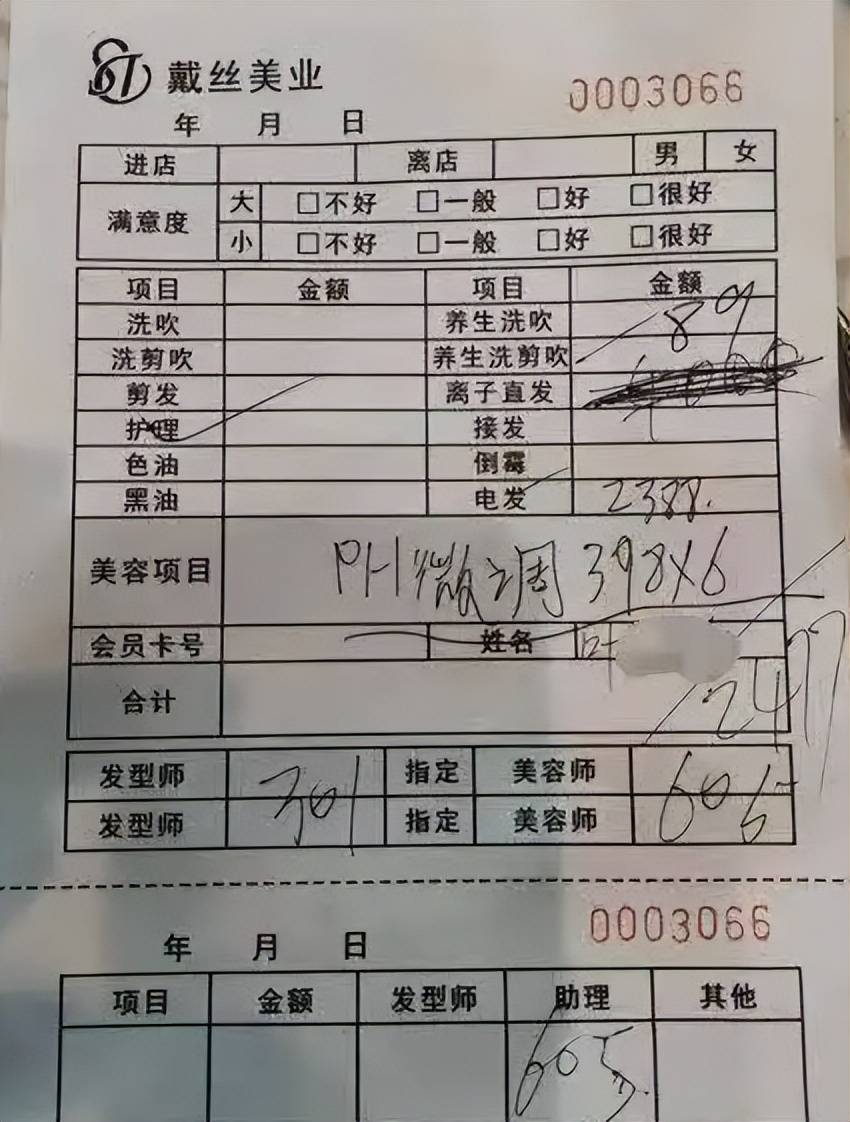 戴丝美业
0003066
年 月 日
进店 离店 男 女
满意度 大 □不好 □一般 □好 □很好
小 □不好 □一般 □好 □很好
项目 金额 项目 金额
洗吹 养生洗吹 89
洗剪吹 养生洗剪吹
剪发 离子直发
护理 接发
色油 倒霉
黑油 电发 2388.
美容项目 PH微调 398X6
会员卡号 姓名 叶
合计 2477
发型师 301 指定 美容师 605
发型师 指定 美容师
0003066
年 月 日
项目 金额 发型师 助理 其他
605